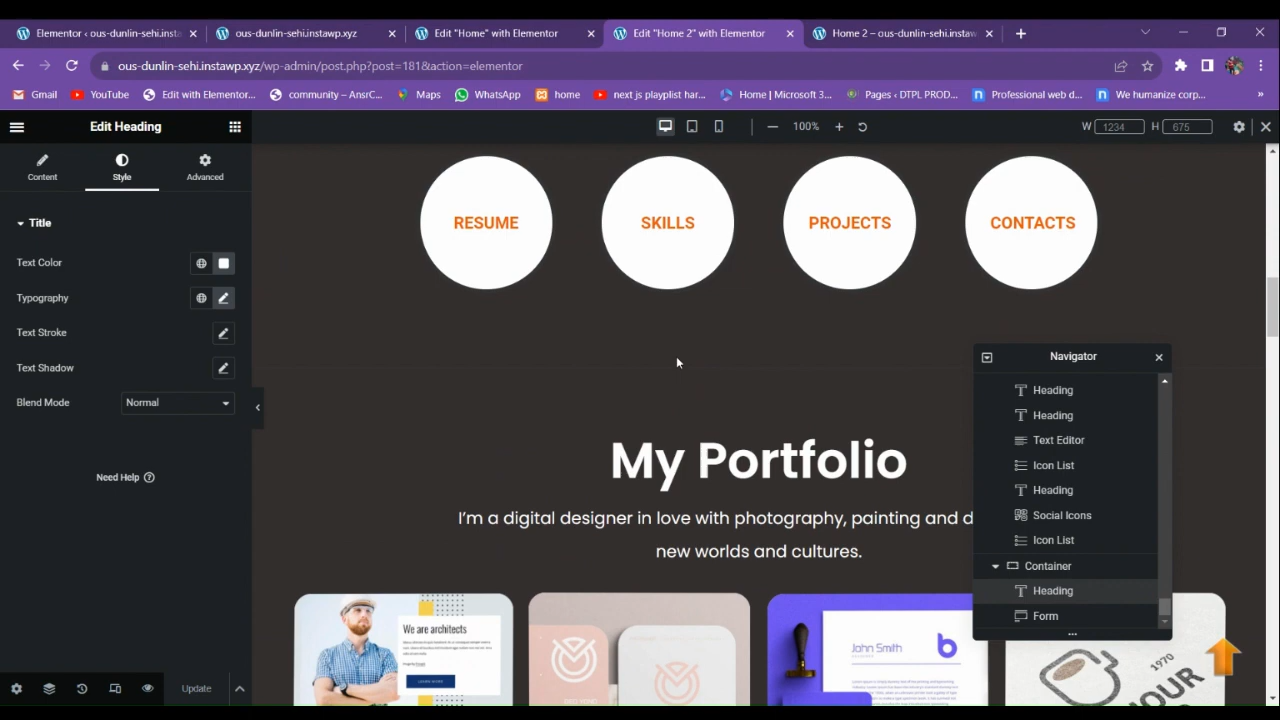 Elementor ‹ ous-dunlin-sehi.insta
ous-dunlin-sehi.instawp.xyz
Edit "Home" with Elementor
Edit "Home 2" with Elementor
Home 2 – ous-dunlin-sehi.instaw
ous-dunlin-sehi.instawp.xyz/wp-admin/post.php?post=181&action=elementor
Gmail YouTube Edit with Elementor... community – AnsrC... Maps WhatsApp home next js playlist har... Home | Microsoft 3... Pages ‹ DTPL PROD... Professional web d... We humanize corp... »
Edit Heading
100%
W 1234 H 675
Content Style Advanced
Title
Text Color
Typography
Text Stroke
Text Shadow
Blend Mode Normal
Need Help
Update
RESUME SKILLS PROJECTS CONTACTS
My Portfolio
I'm a digital designer in love with photography, painting and d
new worlds and cultures.
We are architects
LEARN MORE
John Smith
b
1970
HOUR
Navigator
Heading
Heading
Text Editor
Icon List
Heading
Social Icons
Icon List
Container
Heading
Form